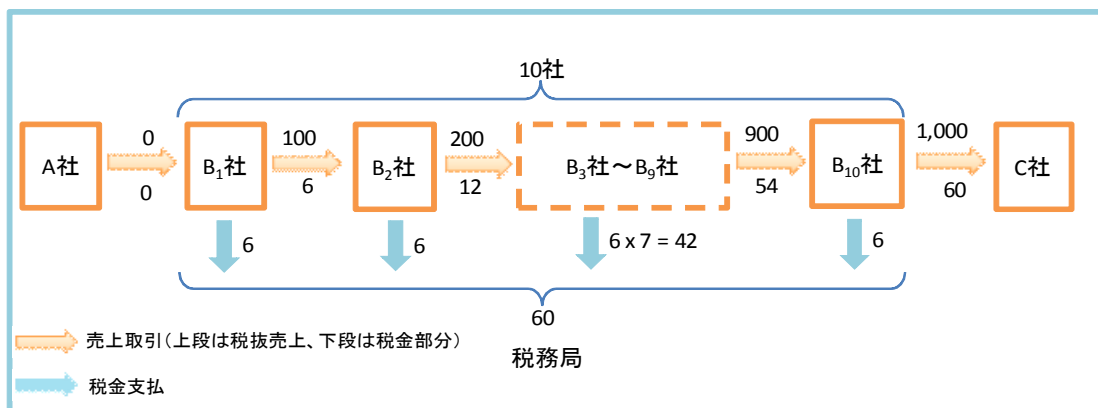 10社
A社
0
0
B1社
100
6
B2社
200
12
B3社～B9社
900
54
B10社
1,000
60
C社
6
6
6 x 7 = 42
6
60
税務局
売上取引(上段は税抜売上、下段は税金部分)
税金支払